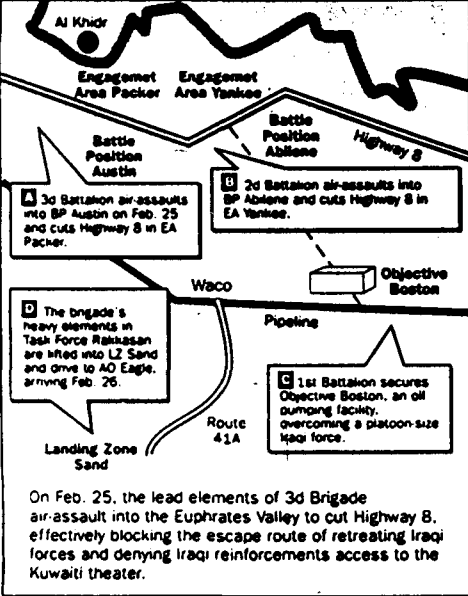 Al Khidr
Engagemet
Area Packer
Engagemet
Area Yankee
Battle
Position
Austin
Battle
Position
Abilene
Highway 8
A 3d Battalion air-assaults
into BP Austin on Feb. 25
and cuts Highway 8 in EA
Packer.
B 2d Battalion air-assaults into
BP Abilene and cuts Highway 8 in
EA Yankee.
Objective
Boston
Waco
Pipeline
D The brigade's
heavy elements in
Task Force Rakkasan
are lifted into LZ Sand
and drive to AO Eagle,
arriving Feb. 26.
C 1st Battalion secures
Objective Boston, an oil
pumping facility,
overcoming a platoon-size
Iraqi force.
Route
41A
Landing Zone
Sand
On Feb. 25, the lead elements of 3d Brigade
air-assault into the Euphrates Valley to cut Highway 8,
effectively blocking the escape route of retreating Iraqi
forces and denying Iraqi reinforcements access to the
Kuwaiti theater.